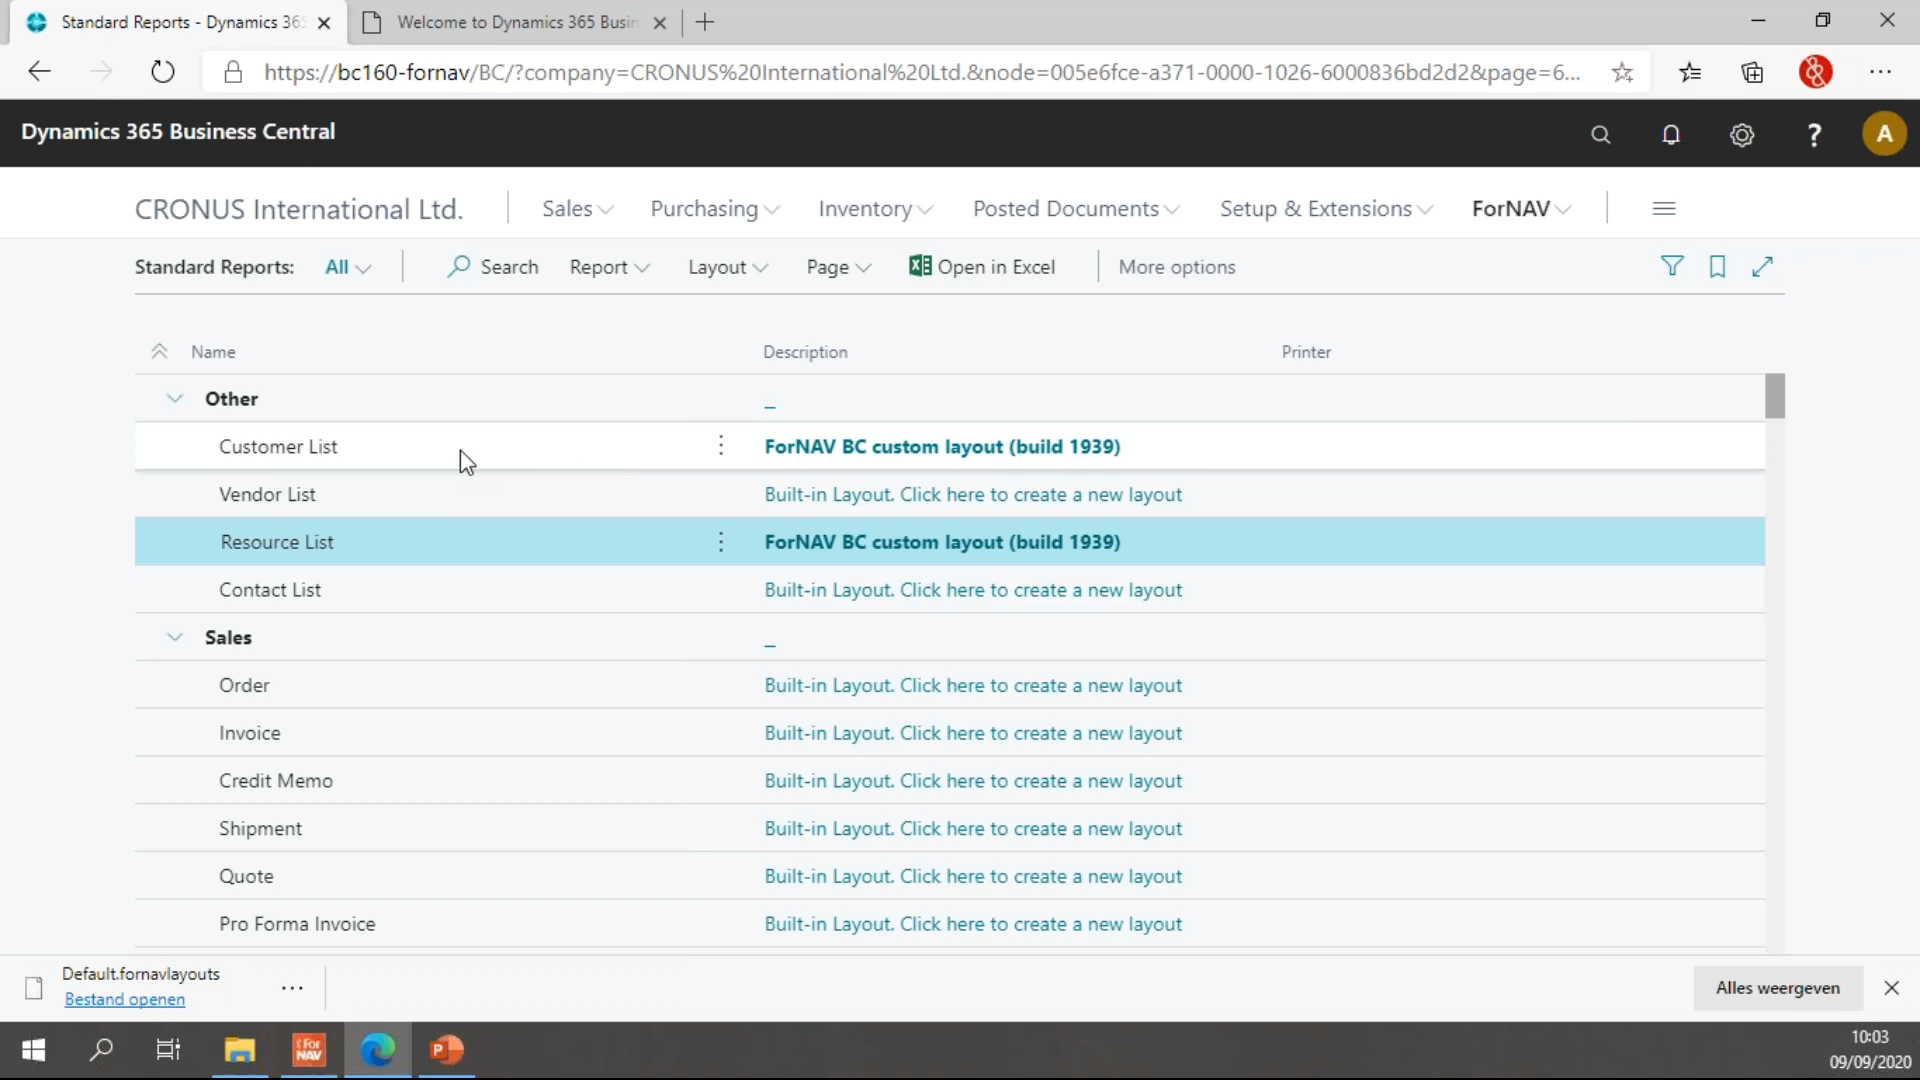 Standard Reports - Dynamics 36
Welcome to Dynamics 365 Busin
https://bc160-fornav/BC/?company=CRONUS%20International%20Ltd.&node=005e6fce-a371-0000-1026-6000836bd2d2&page=6...
Dynamics 365 Business Central
?
A
CRONUS International Ltd.
Sales
Purchasing
Inventory
Posted Documents
Setup & Extensions
ForNAV
Standard Reports:
All
Search
Report
Layout
Page
Open in Excel
More options
Name
Description
Printer
Other
_
Customer List
ForNAV BC custom layout (build 1939)
Vendor List
Built-in Layout. Click here to create a new layout
Resource List
ForNAV BC custom layout (build 1939)
Contact List
Built-in Layout. Click here to create a new layout
Sales
_
Order
Built-in Layout. Click here to create a new layout
Invoice
Built-in Layout. Click here to create a new layout
Credit Memo
Built-in Layout. Click here to create a new layout
Shipment
Built-in Layout. Click here to create a new layout
Quote
Built-in Layout. Click here to create a new layout
Pro Forma Invoice
Built-in Layout. Click here to create a new layout
Default.fornavlayouts
Bestand openen
Alles weergeven
For
NAV
P
10:03
09/09/2020